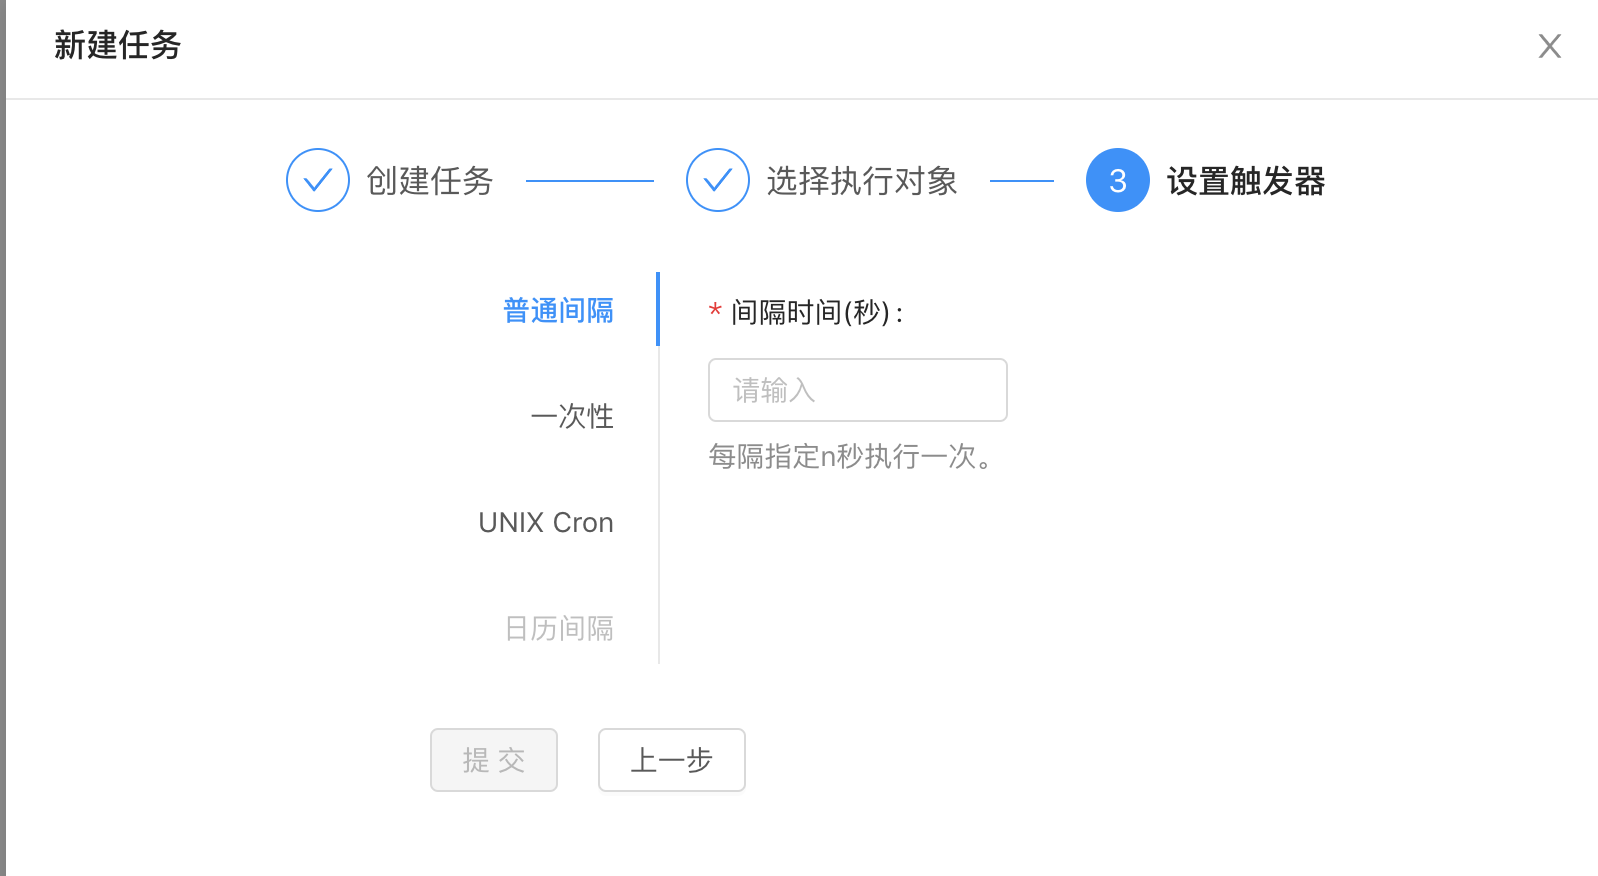 新建任务
创建任务
选择执行对象
3 设置触发器
普通间隔
一次性
UNIX Cron
日历间隔
* 间隔时间(秒) :
请输入
每隔指定n秒执行一次。
提 交
上一步